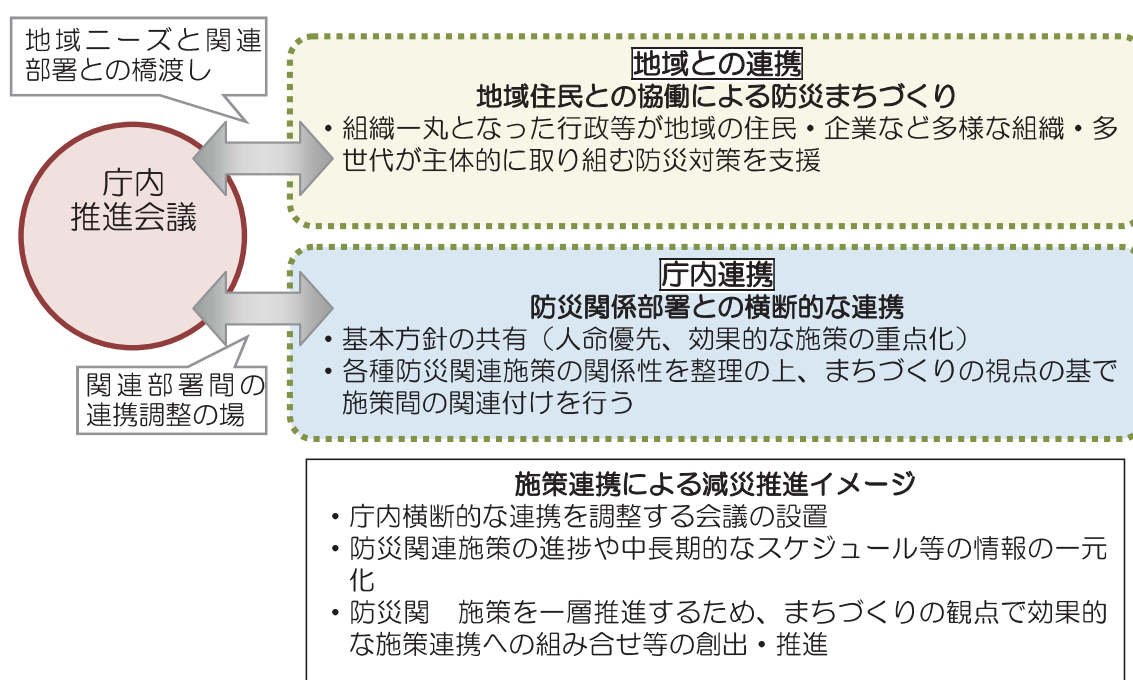 地域ニーズと関連
部署との橋渡し
庁内
推進会議
関連部署間の
連携調整の場
地域との連携
地域住民との協働による防災まちづくり
・組織一丸となった行政等が地域の住民・企業など多様な組織・多
世代が主体的に取り組む防災対策を支援
庁内連携
防災関係部署との横断的な連携
・基本方針の共有（人命優先、効果的な施策の重点化）
・各種防災関連施策の関係性を整理の上、まちづくりの視点の基で
施策間の関連付けを行う
施策連携による減災推進イメージ
・庁内横断的な連携を調整する会議の設置
・防災関連施策の進捗や中長期的なスケジュール等の情報の一元
化
・防災関　施策を一層推進するため、まちづくりの観点で効果的
な施策連携への組み合せ等の創出・推進